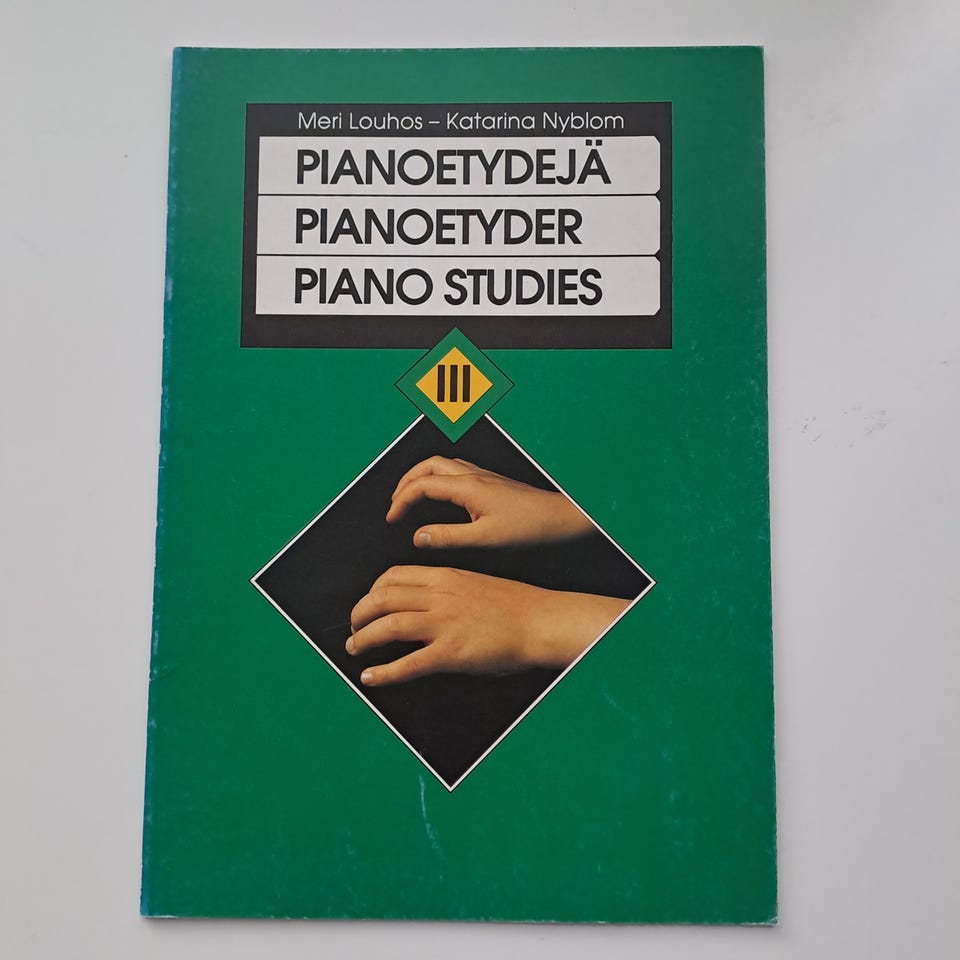 Meri Louhos – Katarina Nyblom
PIANOETYDEJÄ
PIANOETYDER
PIANO STUDIES
III